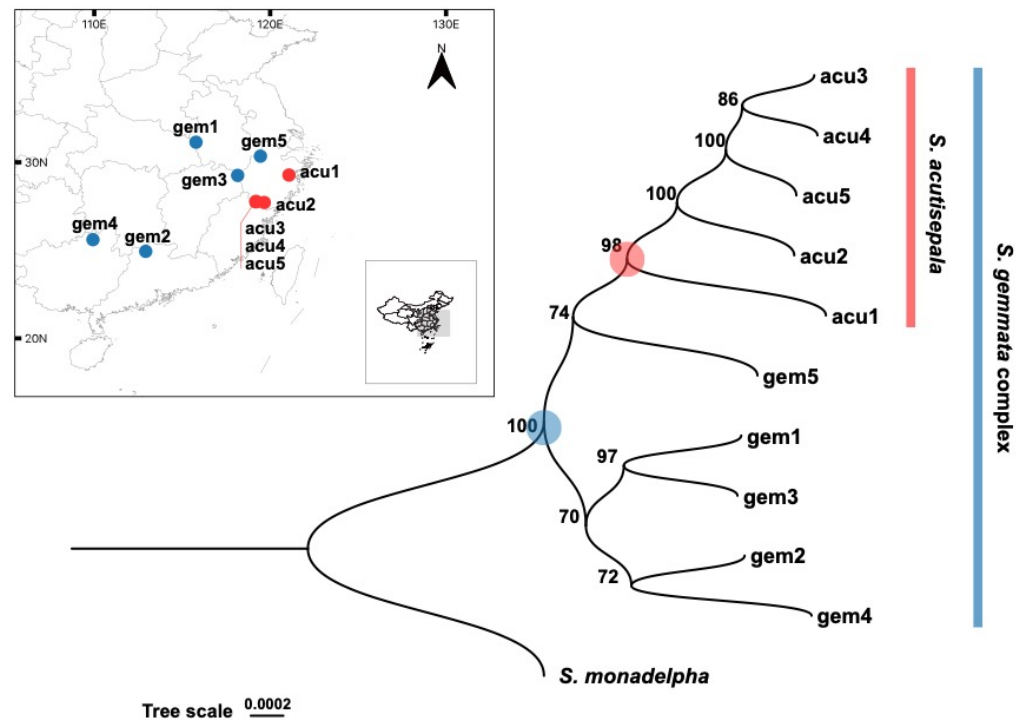 110E
120E
130E
N
gem1
gem5
30N
gem3
acu1
acu2
gem4
gem2
acu3
acu4
acu5
20N
acu3
86
acu4
100
acu5
100
acu2
98
acu1
74
gem5
100
gem1
97
gem3
70
gem2
72
gem4
S. monadelpha
Tree scale 0.0002
S. acutisepala
S. gemmata complex